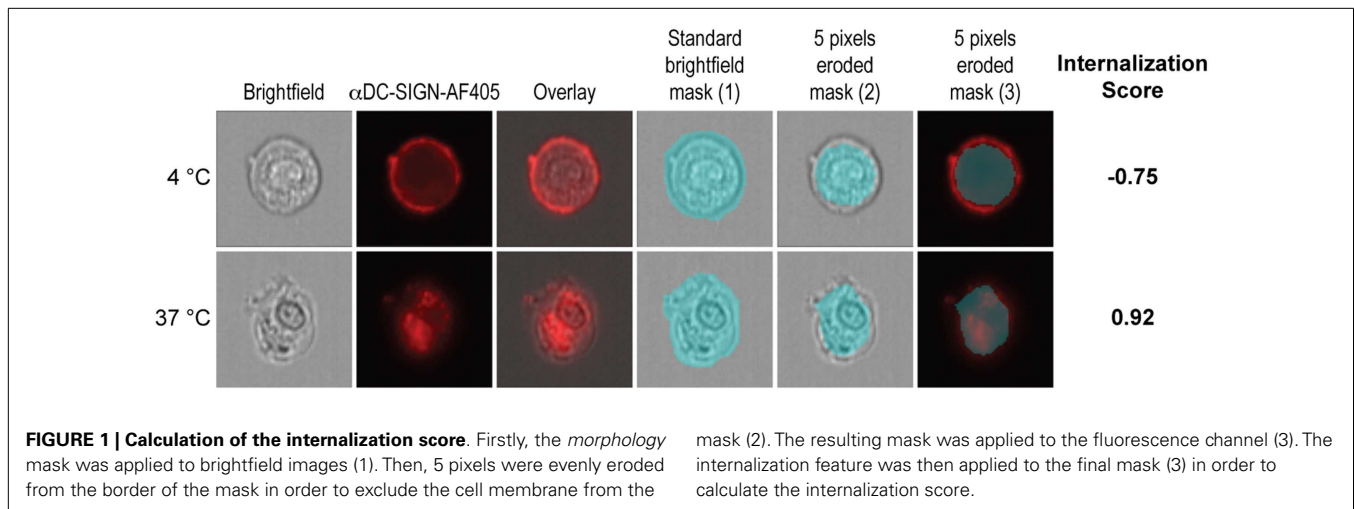 Brightfield
αDC-SIGN-AF405
Overlay
Standard
brightfield
mask (1)
5 pixels
eroded
mask (2)
5 pixels
eroded
mask (3)
Internalization
Score
4 °C
-0.75
37 °C
0.92
FIGURE 1 | Calculation of the internalization score. Firstly, the morphology
mask was applied to brightfield images (1). Then, 5 pixels were evenly eroded
from the border of the mask in order to exclude the cell membrane from the
mask (2). The resulting mask was applied to the fluorescence channel (3). The
internalization feature was then applied to the final mask (3) in order to
calculate the internalization score.